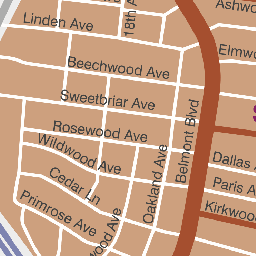 Linden Ave
18th A
Ashwo
Elmwo
Beechwood Ave
Sweetbriar Ave
Rosewood Ave
Wildwood Ave
Cedar Ln
Primrose Ave
wood Ave
Oakland Ave
Belmont Blvd
Dallas A
Paris A
Kirkwoo
S